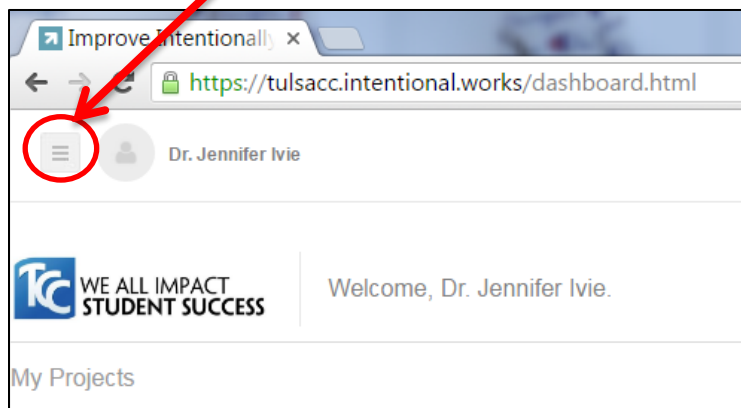 Improve Intentionally
https://tulsacc.intentional.works/dashboard.html
Dr. Jennifer Ivie
TCC WE ALL IMPACT
STUDENT SUCCESS
Welcome, Dr. Jennifer Ivie.
My Projects